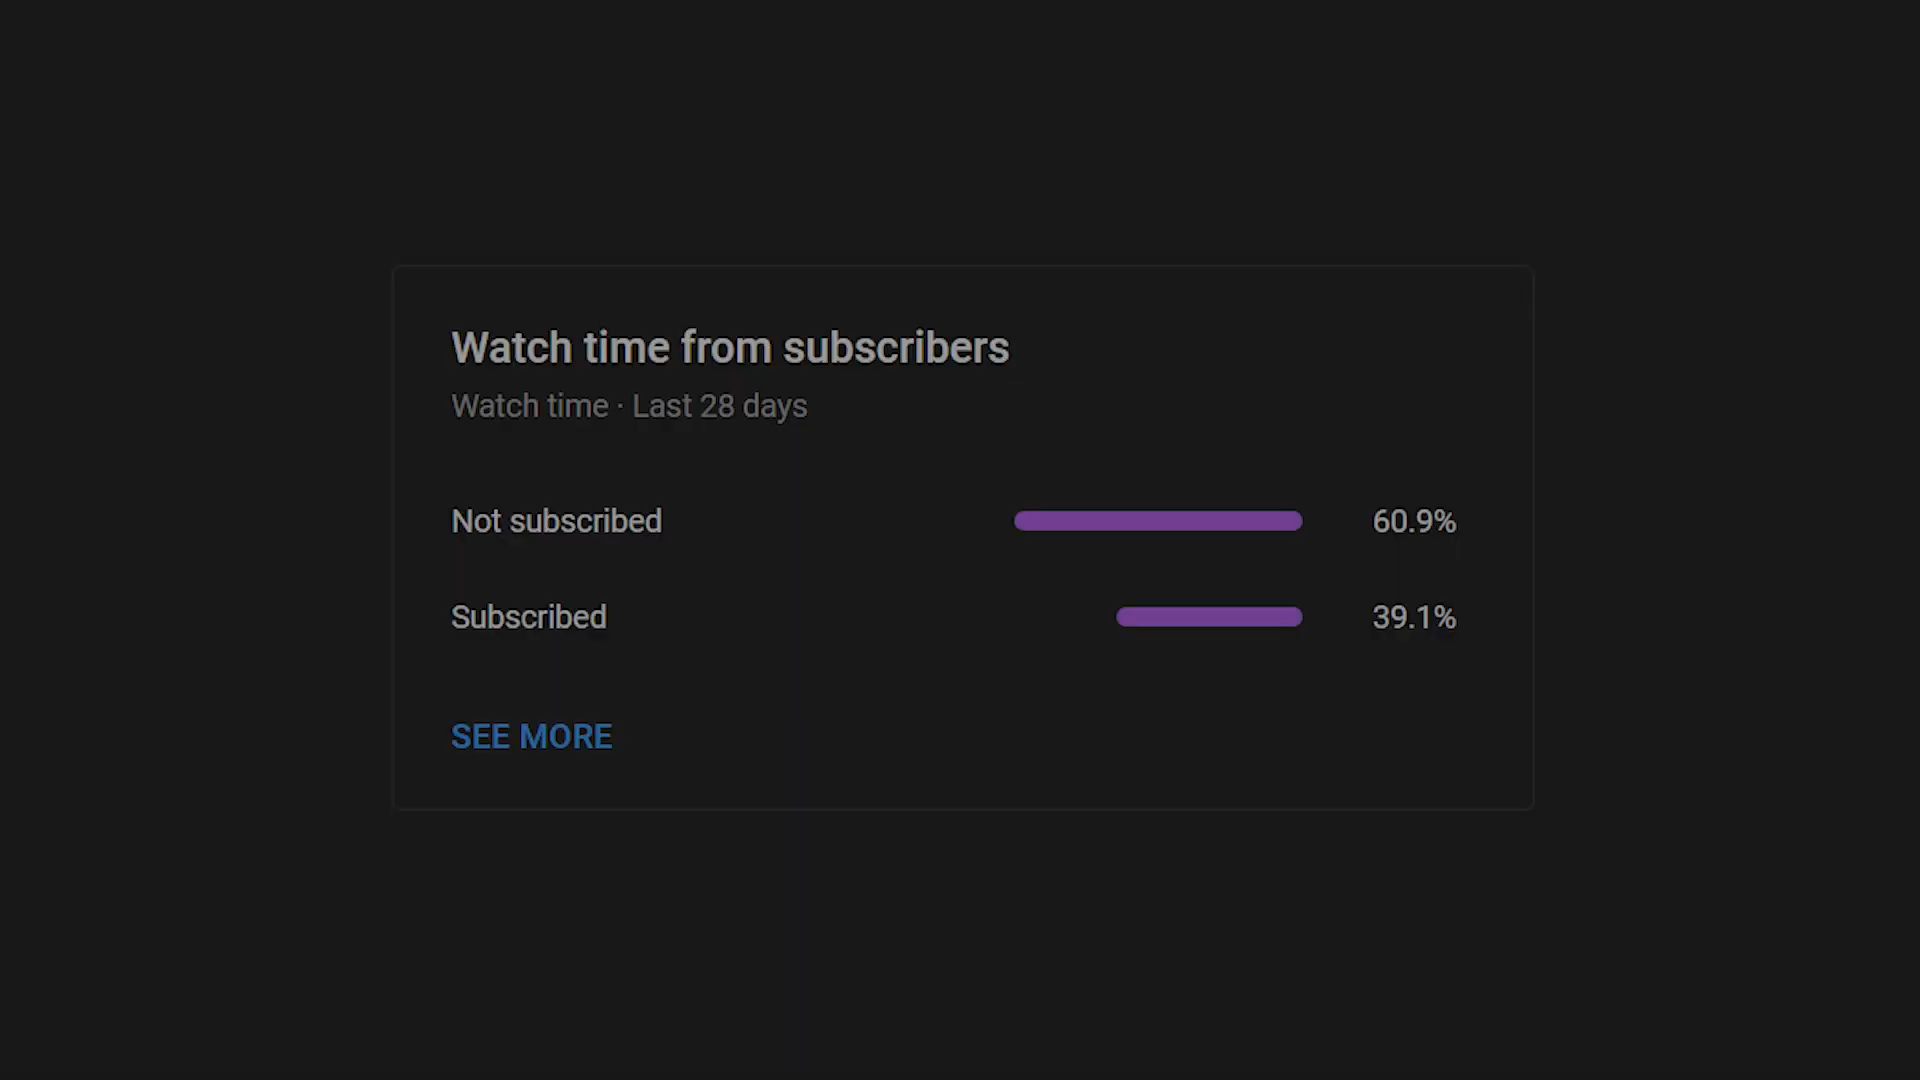 Watch time from subscribers
Watch time · Last 28 days
Not subscribed 60.9%
Subscribed 39.1%
SEE MORE